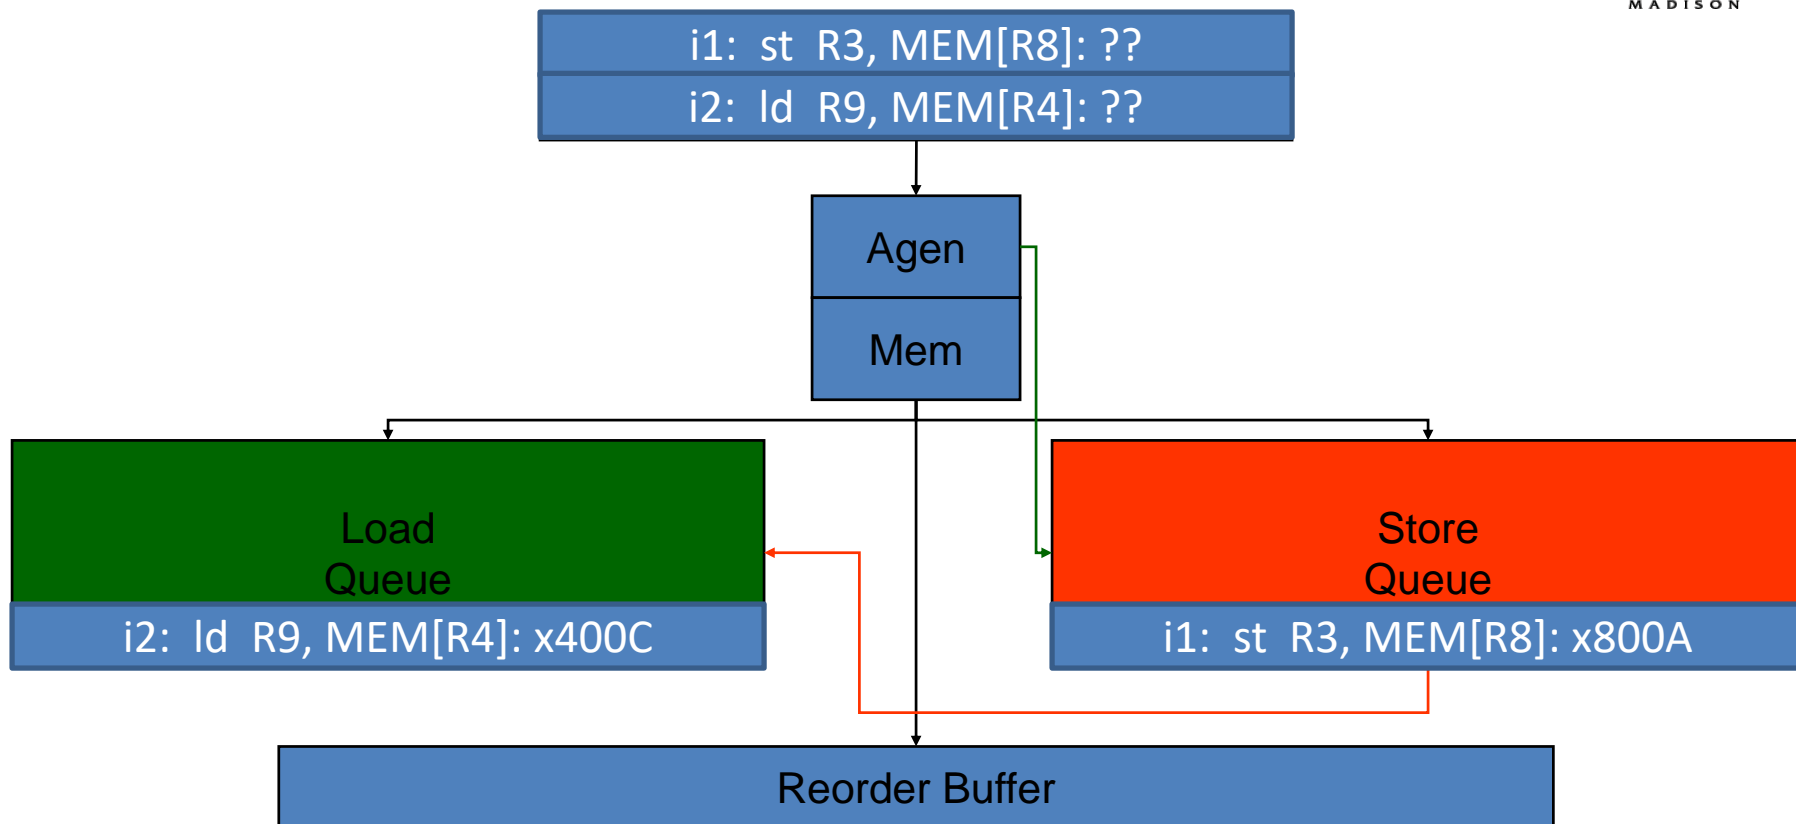 MADISON
i1: st R3, MEM[R8]: ??
i2: ld R9, MEM[R4]: ??
Agen
Mem
Load
Queue
Store
Queue
i2: ld R9, MEM[R4]: x400C
i1: st R3, MEM[R8]: x800A
Reorder Buffer